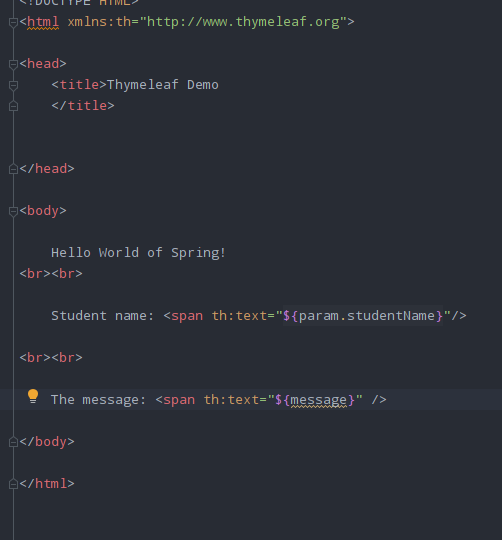 <!DOCTYPE HTML>
<html xmlns:th="http://www.thymeleaf.org">
<head>
<title>Thymeleaf Demo
</title>
</head>
<body>
Hello World of Spring!
<br><br>
Student name: <span th:text="${param.studentName}"/>
<br><br>
The message: <span th:text="${message}" />
</body>
</html>